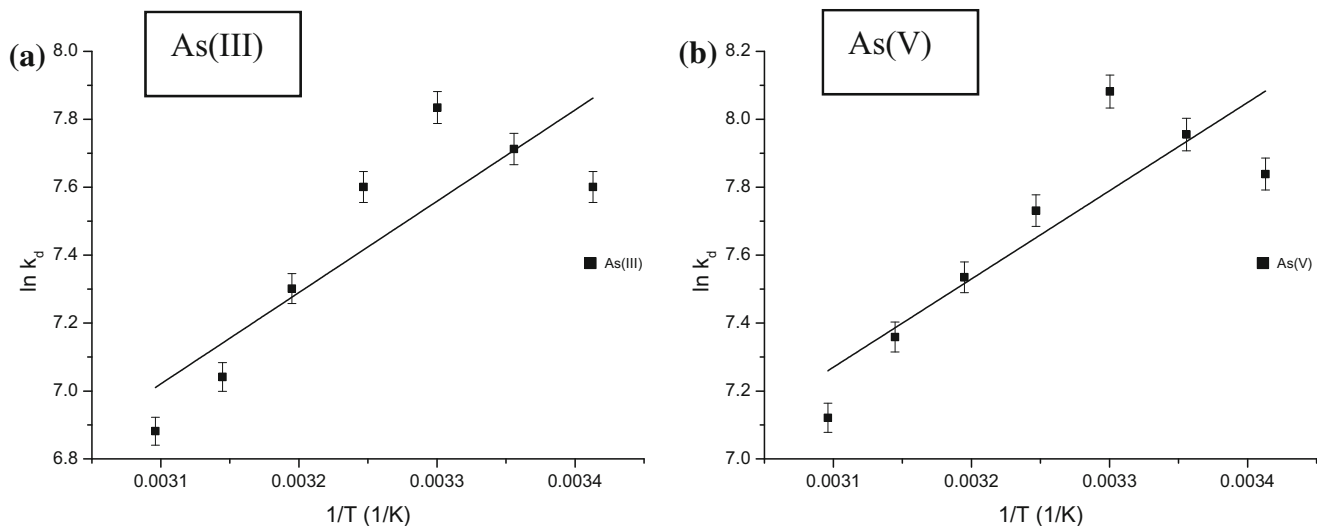 (a)
As(III)
8.0
7.8
7.6
7.4
7.2
7.0
6.8
ln k_d
As(III)
0.0031 0.0032 0.0033 0.0034
1/T (1/K)
(b)
As(V)
8.2
8.0
7.8
7.6
7.4
7.2
7.0
ln k_d
As(V)
0.0031 0.0032 0.0033 0.0034
1/T (1/K)